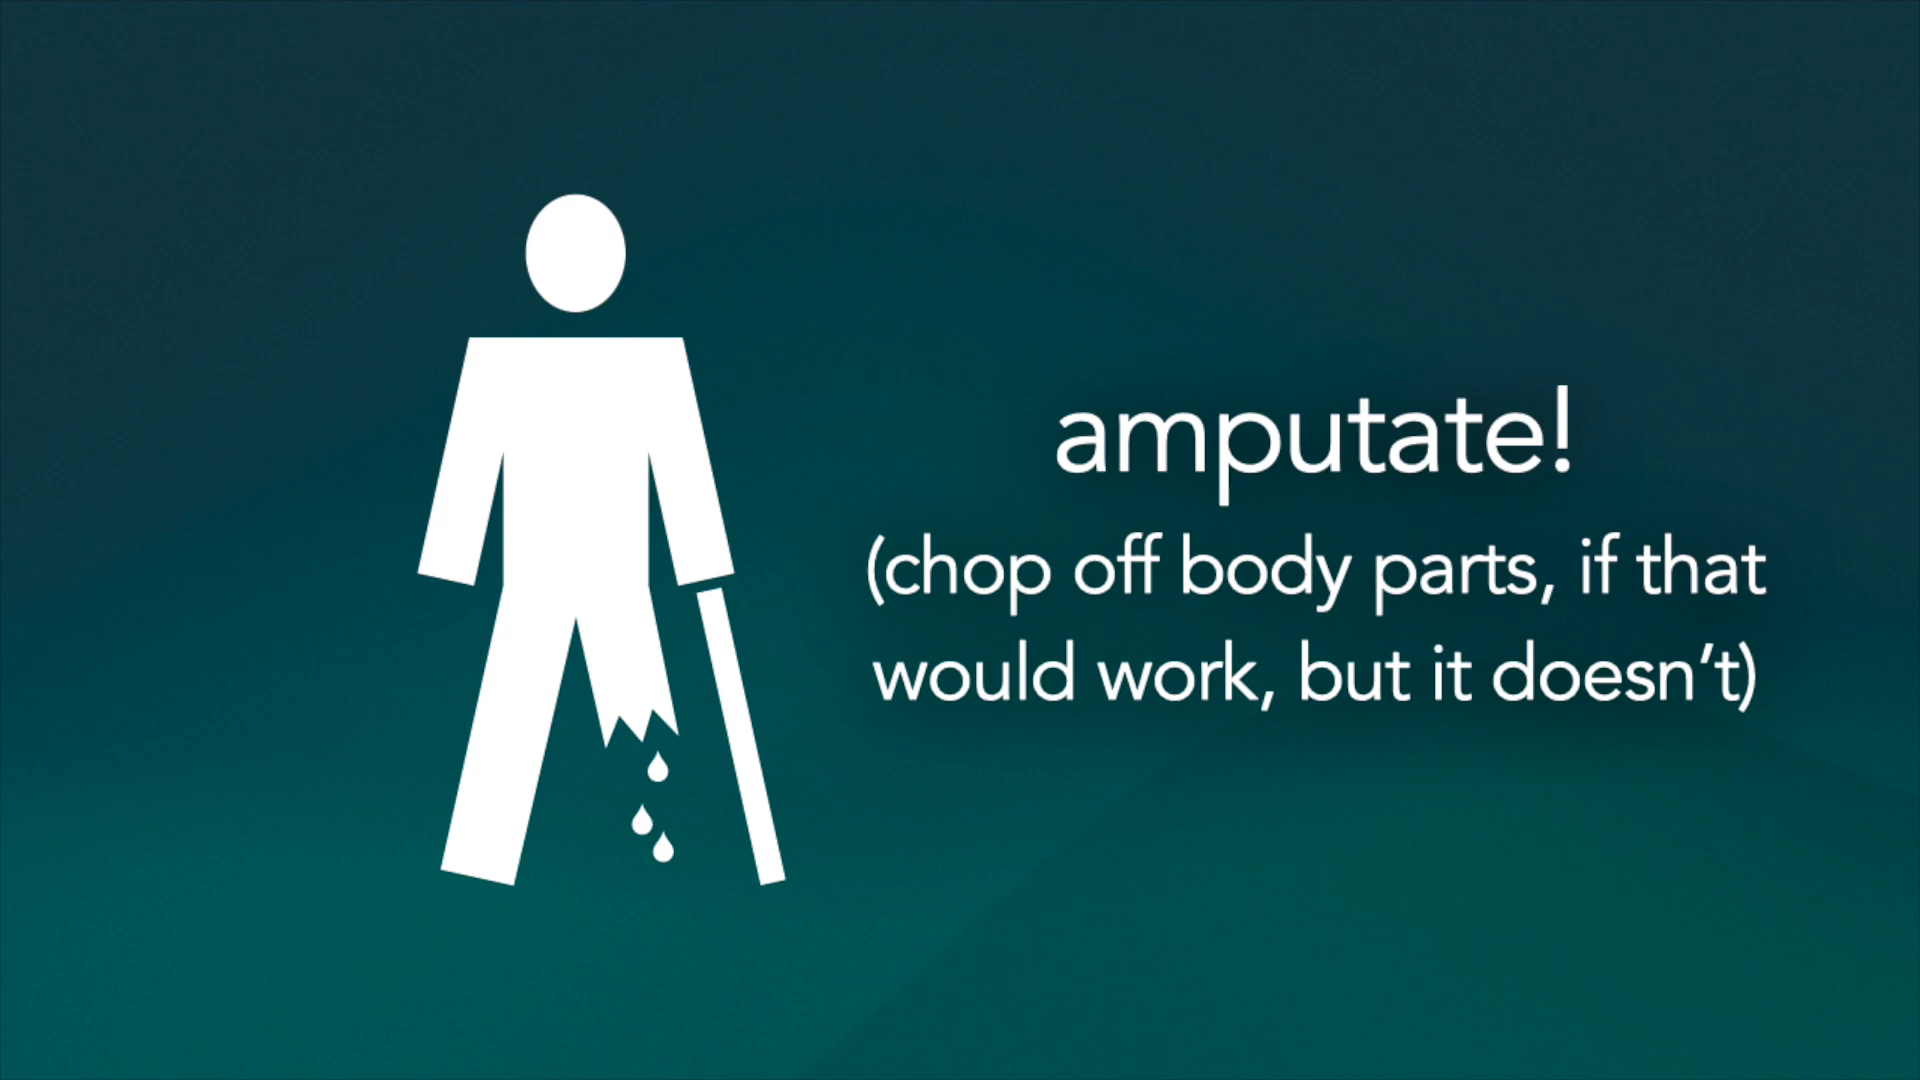 amputate!
(chop off body parts, if that
would work, but it doesn’t)